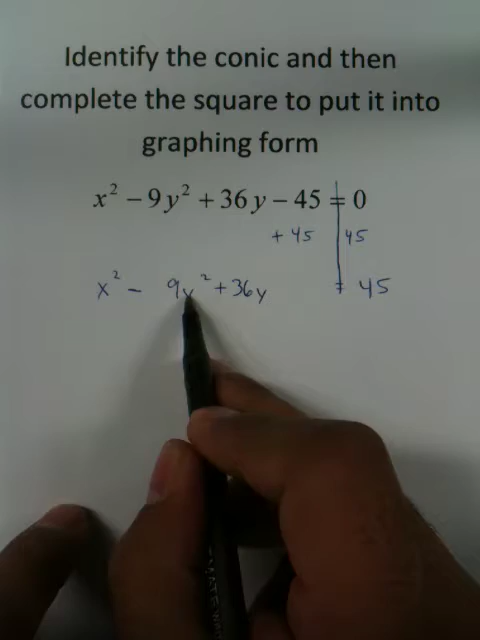 Identify the conic and then
complete the square to put it into
graphing form
x² − 9y² + 36y − 45 = 0
+ 45 45
x² − 9y² + 36y = 45